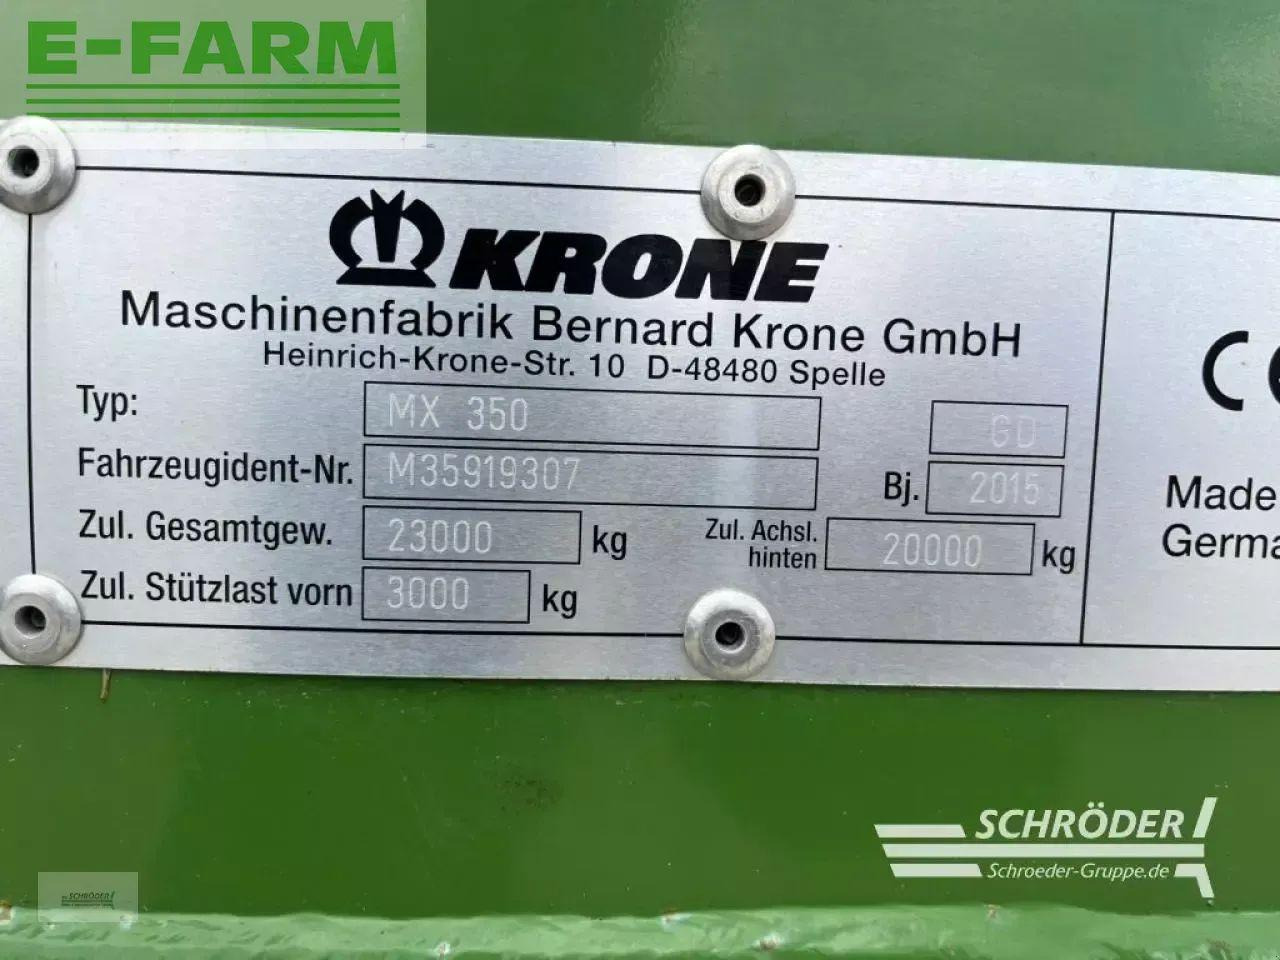 E-FARM
KRONE
Maschinenfabrik Bernard Krone GmbH
Heinrich-Krone-Str. 10 D-48480 Spelle
Typ: MX 350 GD
Fahrzeugident-Nr. M35919307 Bj. 2015
Zul. Gesamtgew. 23000 kg Zul. Achsl. hinten 20000 kg
Zul. Stützlast vorn 3000 kg
CE
Made
Germa
SCHRÖDER
Schroeder-Gruppe.de
SCHRÖDER